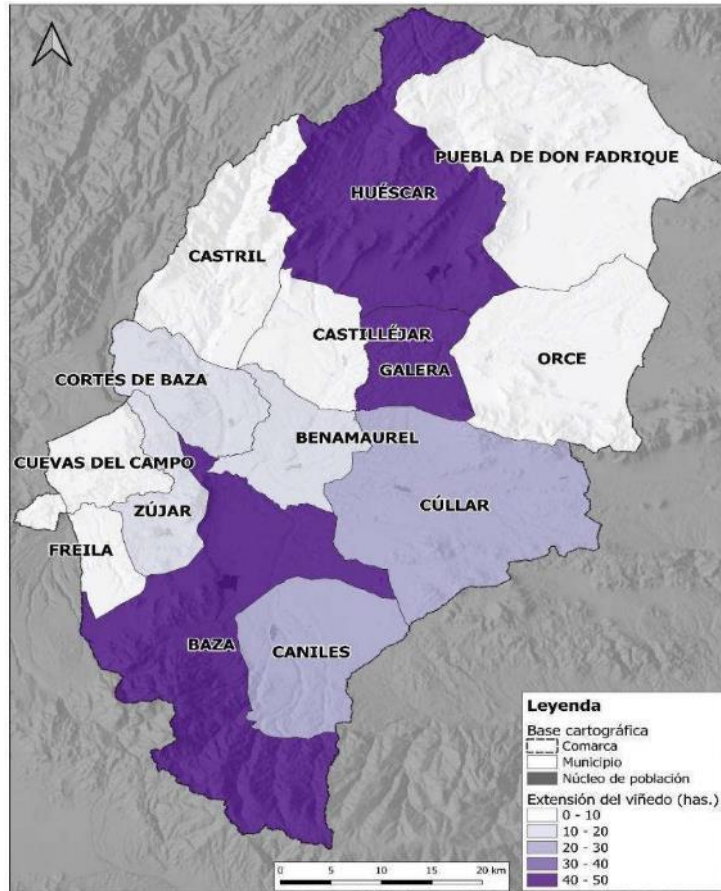 PUEBLA DE DON FADRIQUE
HUÉSCAR
CASTRIL
CASTILLÉJAR
ORCE
GALERA
CORTES DE BAZA
BENAMAUREL
CUEVAS DEL CAMPO
CÚLLAR
ZÚJAR
FREILA
BAZA
CANILES
Leyenda
Base cartográfica
Comarca
Municipio
Núcleo de población
Extensión del viñedo (has.)
0 - 10
10 - 20
20 - 30
30 - 40
40 - 50
0 5 10 15 20 km